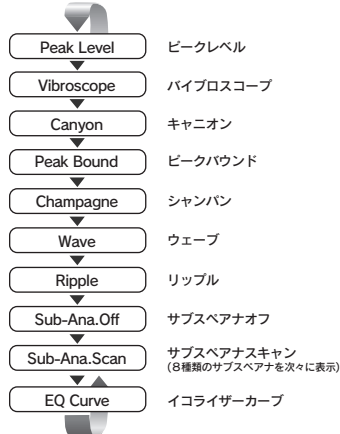 Peak Level ピークレベル
Vibroscope バイブロスコープ
Canyon キャニオン
Peak Bound ピークバウンド
Champagne シャンパン
Wave ウェーブ
Ripple リップル
Sub-Ana.Off サブスペアナオフ
Sub-Ana.Scan サブスペアナスキャン
(8種類のサブスペアナを次々に表示)
EQ Curve イコライザーカーブ